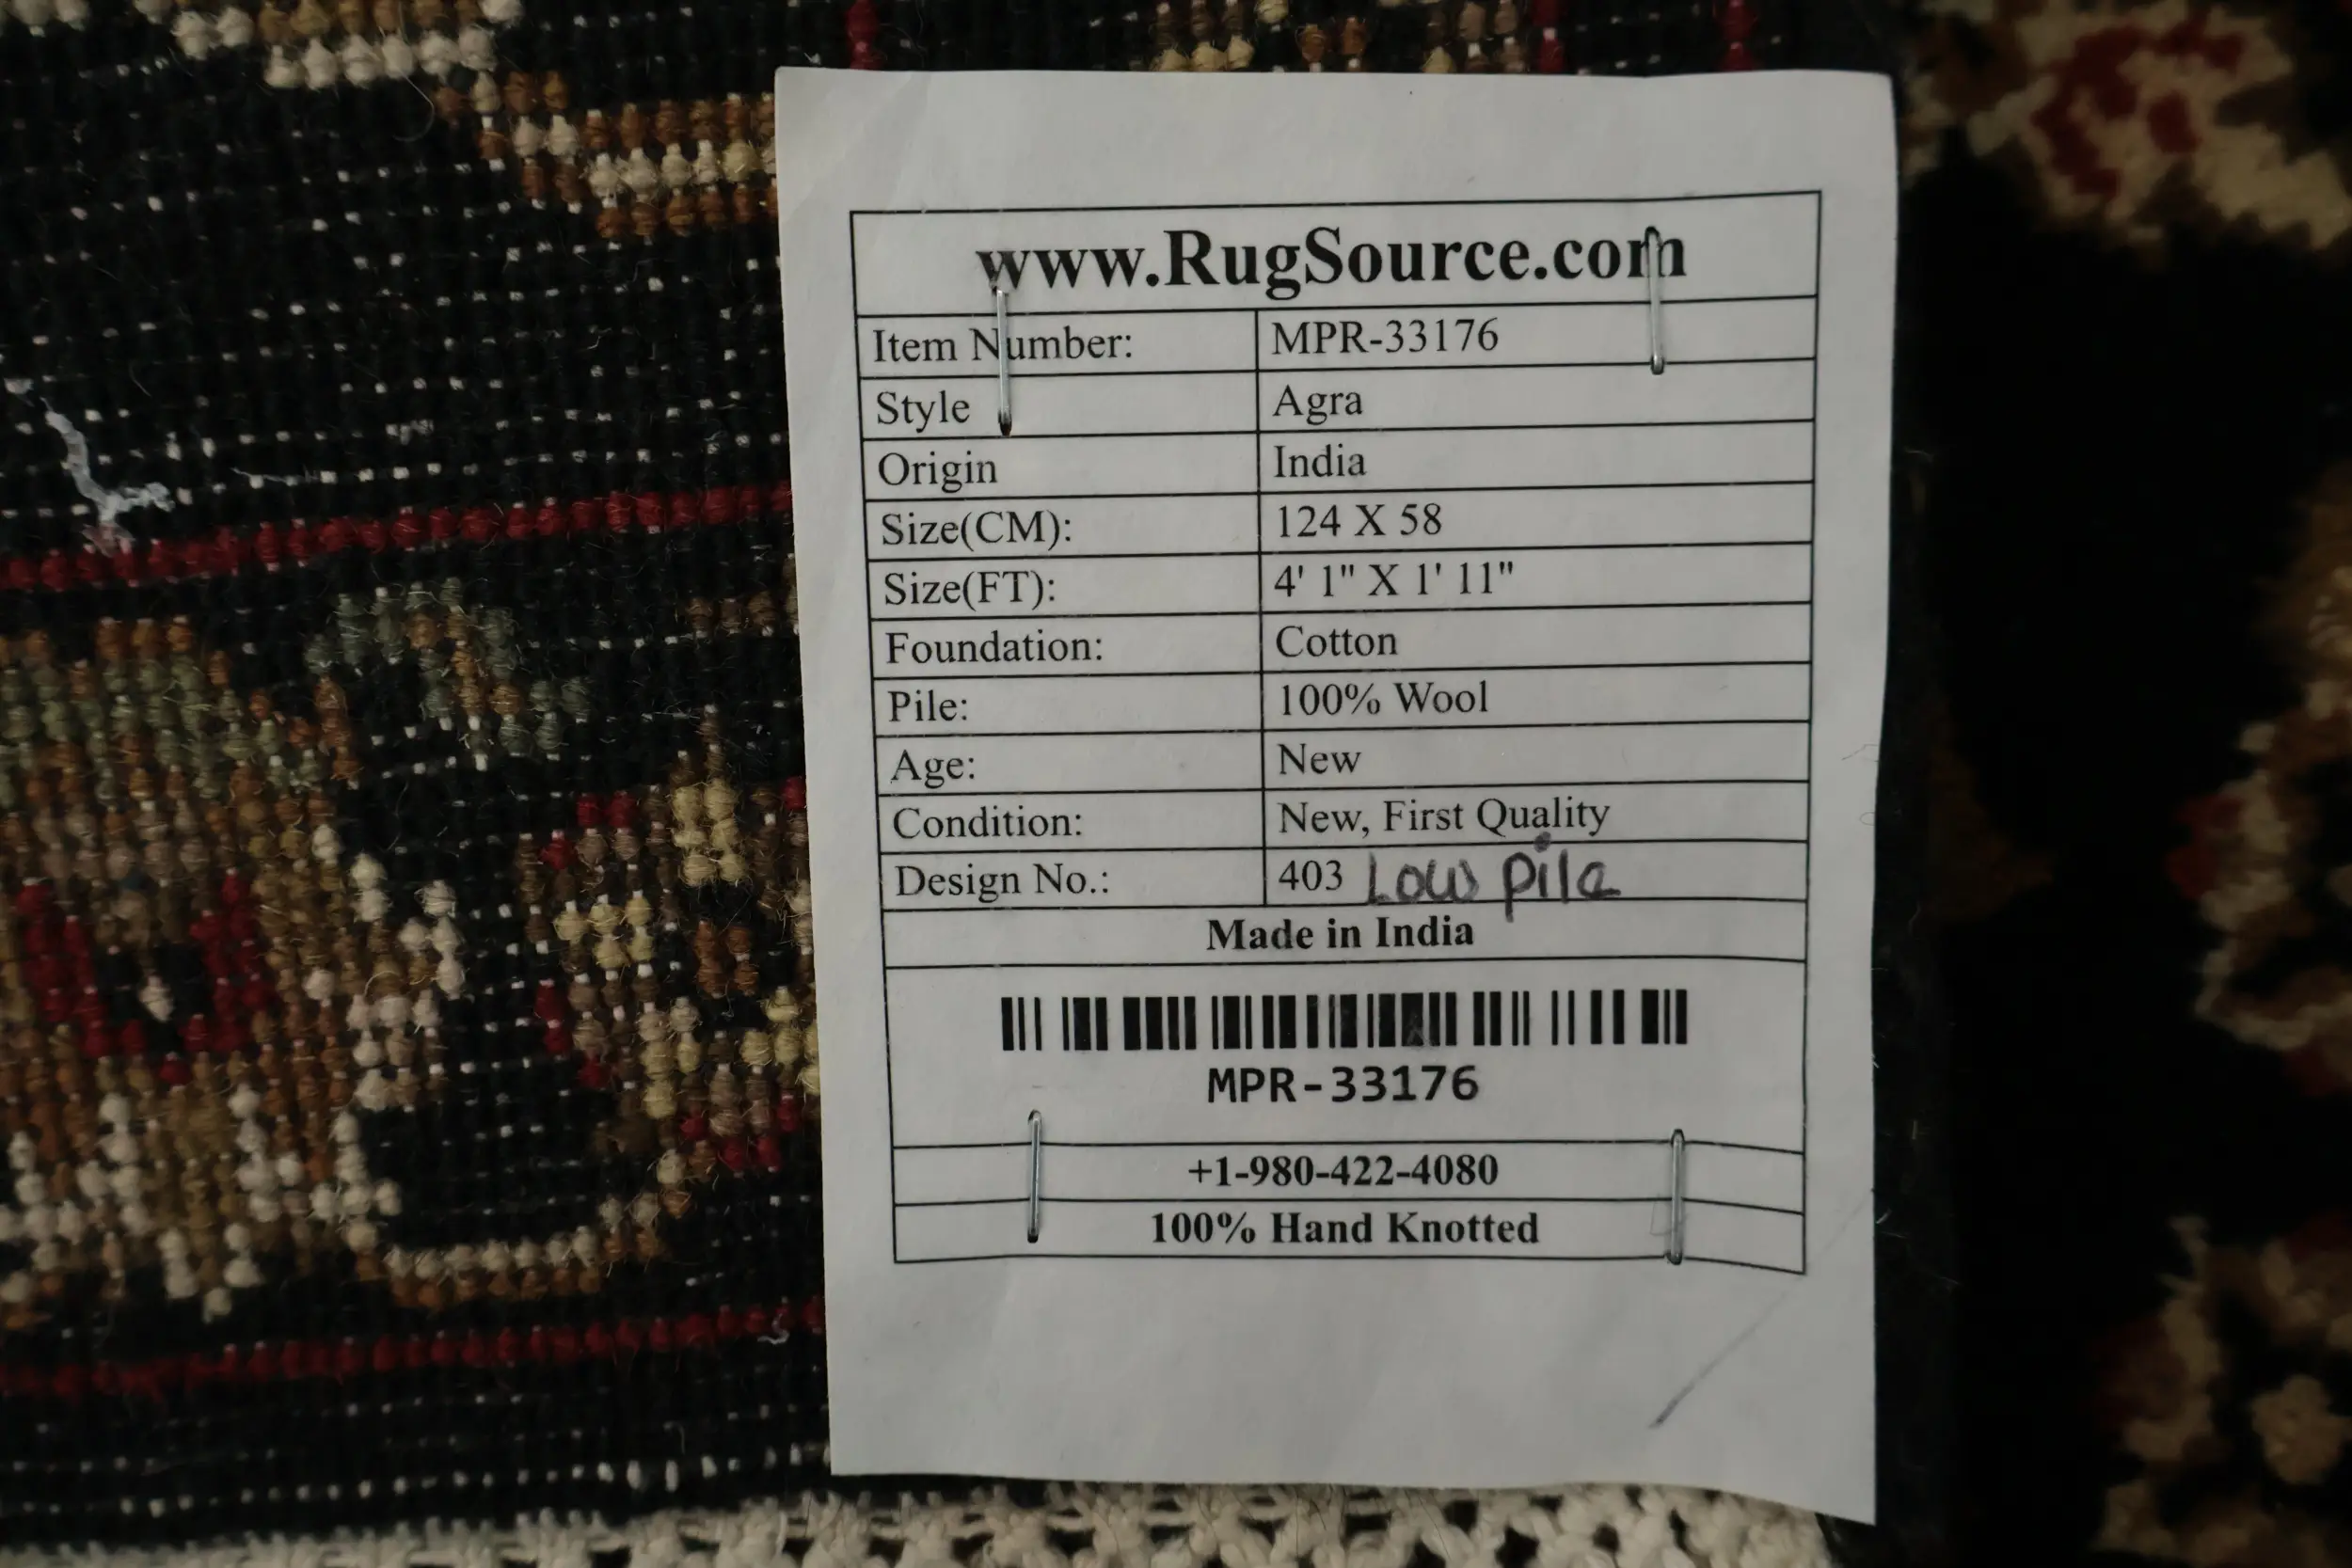 www.RugSource.com
Item Number: MPR-33176
Style Agra
Origin India
Size(CM): 124 X 58
Size(FT): 4' 1" X 1' 11"
Foundation: Cotton
Pile: 100% Wool
Age: New
Condition: New, First Quality
Design No.: 403 Low Pile
Made in India
MPR-33176
+1-980-422-4080
100% Hand Knotted